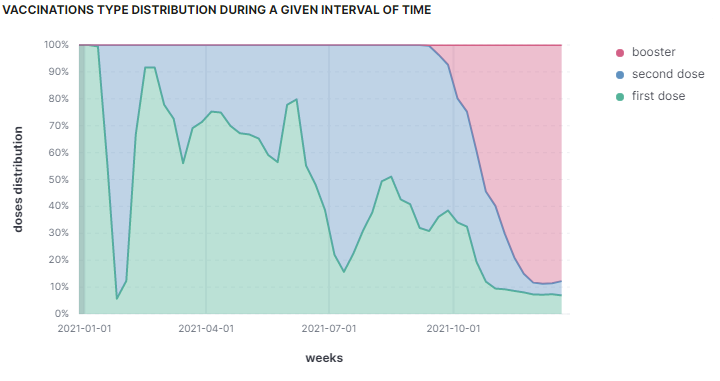 VACCINATIONS TYPE DISTRIBUTION DURING A GIVEN INTERVAL OF TIME
100%
90%
80%
70%
60%
50%
40%
30%
20%
10%
0%
doses distribution
2021-01-01
2021-04-01
2021-07-01
2021-10-01
weeks
booster
second dose
first dose